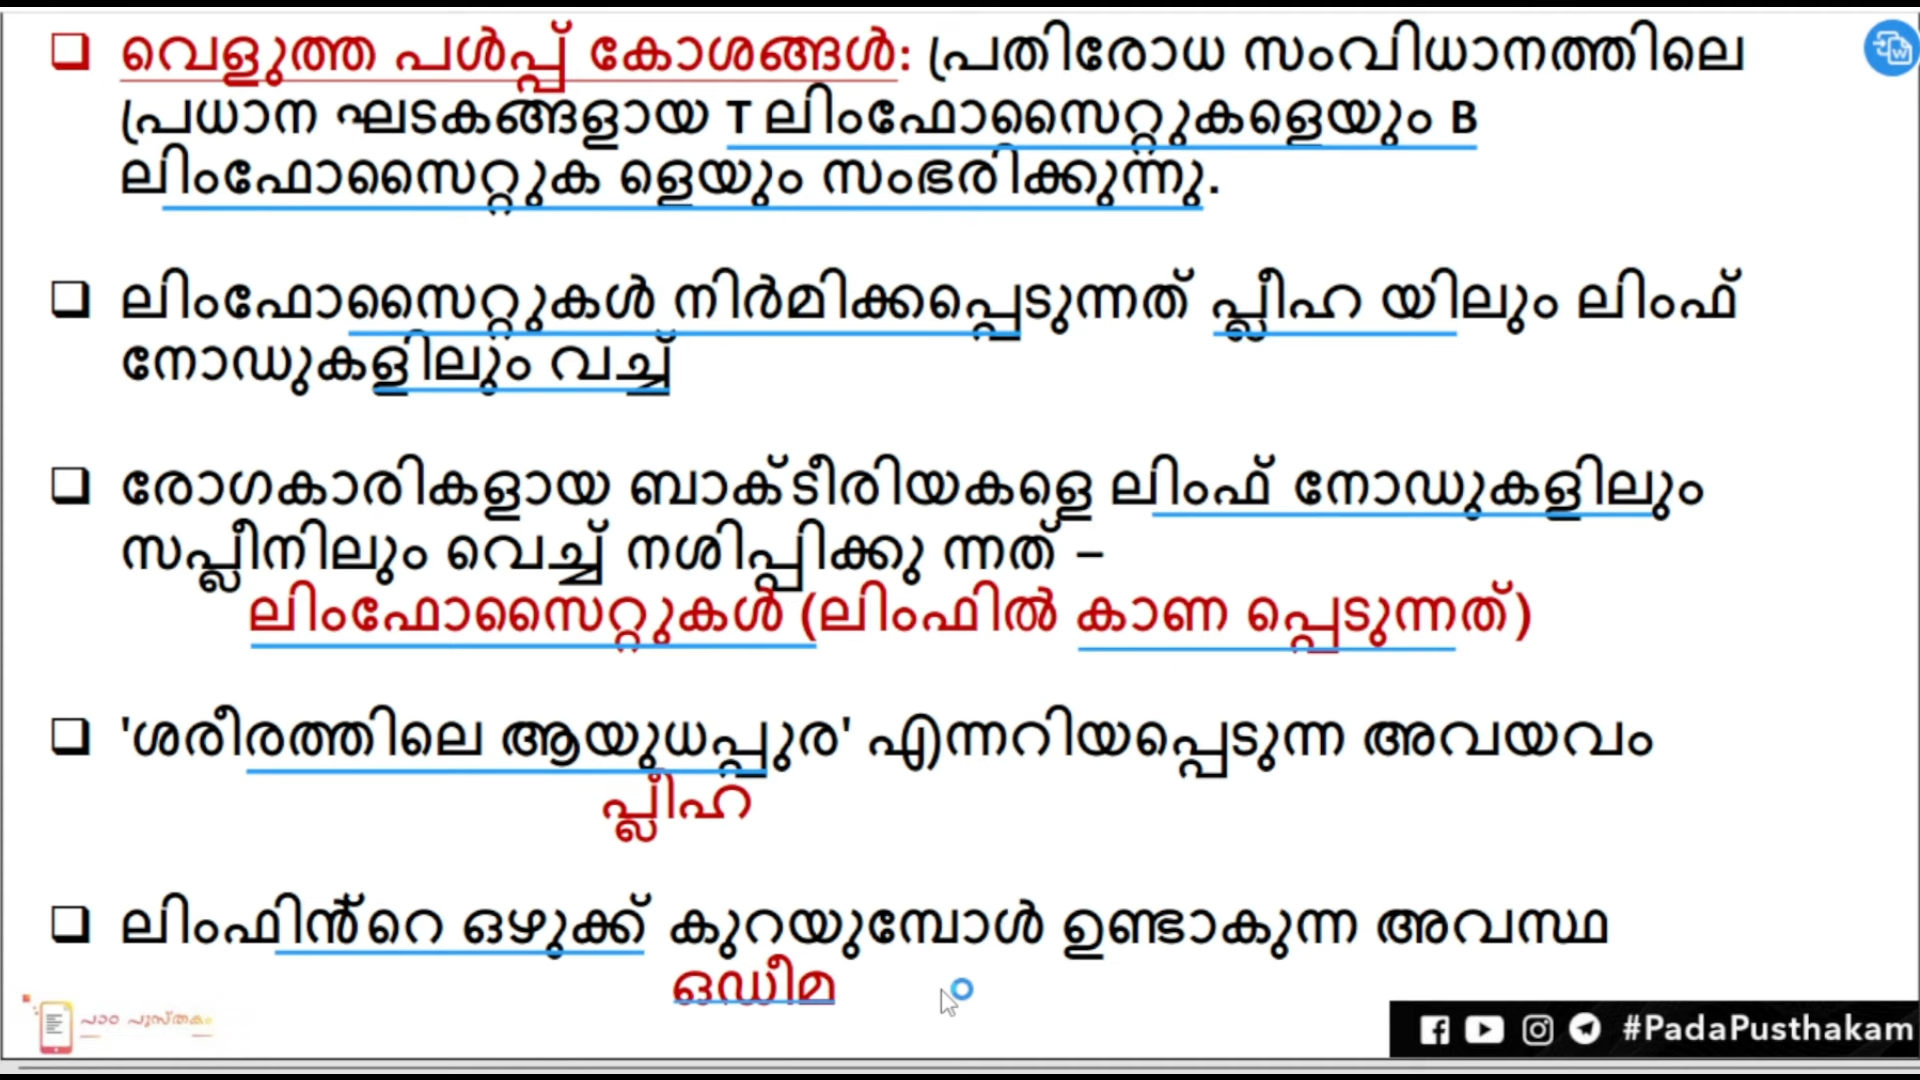 ❑ വെളുത്ത പൾപ്പ് കോശങ്ങൾ: പ്രതിരോധ സംവിധാനത്തിലെ
പ്രധാന ഘടകങ്ങളായ T ലിംഫോസൈറ്റുകളെയും B
ലിംഫോസൈറ്റുക ളെയും സംഭരിക്കുന്നു.
❑ ലിംഫോസൈറ്റുകൾ നിർമിക്കപ്പെടുന്നത് പ്ലീഹ യിലും ലിംഫ്
നോഡുകളിലും വച്ച്
❑ രോഗകാരികളായ ബാക്ടീരിയകളെ ലിംഫ് നോഡുകളിലും
സപ്ലീനിലും വെച്ച് നശിപ്പിക്കു ന്നത് –
ലിംഫോസൈറ്റുകൾ (ലിംഫിൽ കാണ പ്പെടുന്നത്)
❑ 'ശരീരത്തിലെ ആയുധപ്പുര' എന്നറിയപ്പെടുന്ന അവയവം
പ്ലീഹ
❑ ലിംഫിൻ്റെ ഒഴുക്ക് കുറയുമ്പോൾ ഉണ്ടാകുന്ന അവസ്ഥ
ഒഡീമ
പാഠ പുസ്തകം
#PadaPusthakam